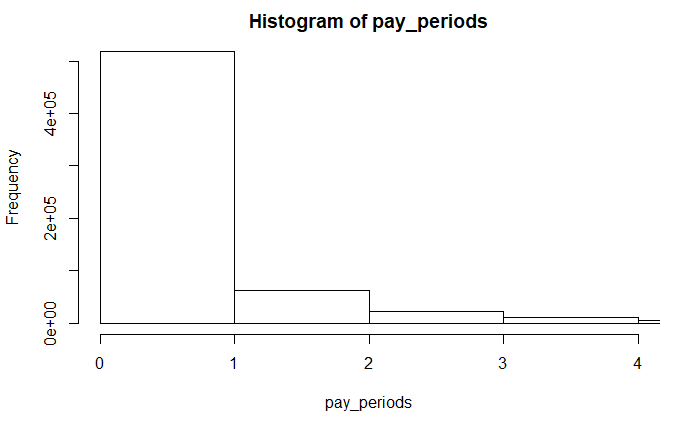 Histogram of pay_periods
Frequency
4e+05
2e+05
0e+00
0 1 2 3 4
pay_periods